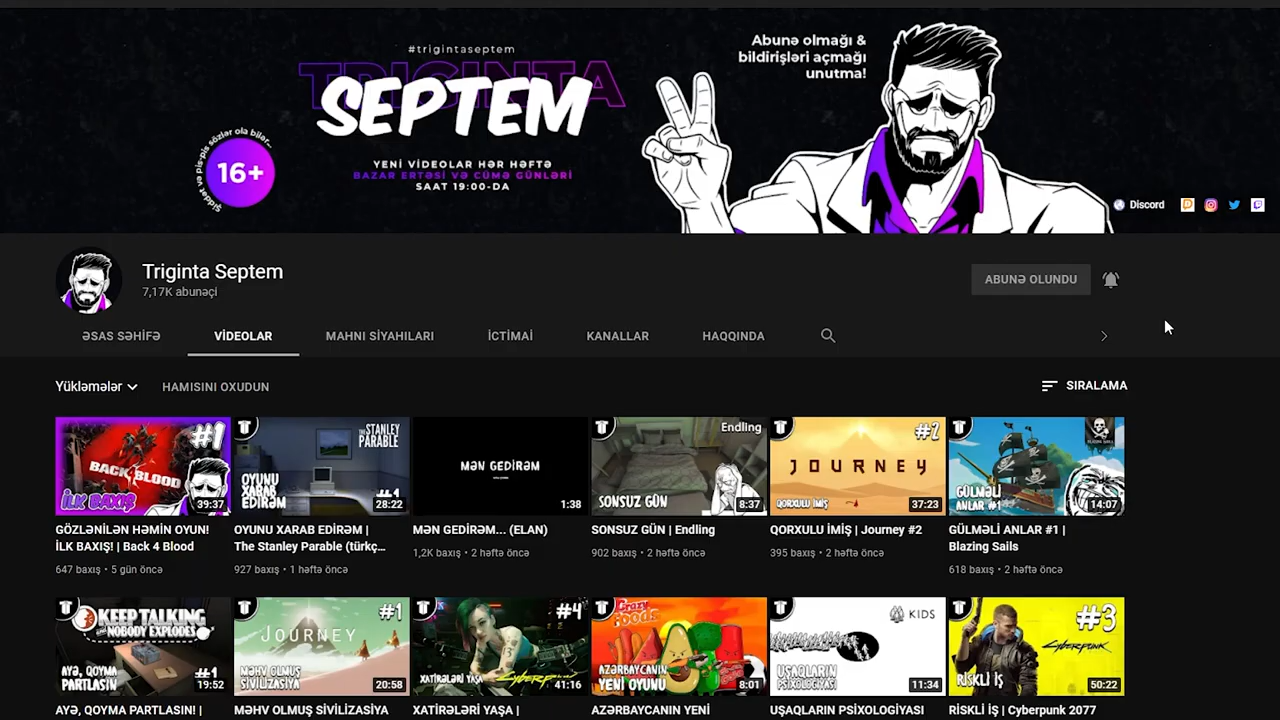 #trigintaseptem
TRIGINTA
SEPTEM
YENİ VİDEOLAR HƏR HƏFTƏ
BAZAR ERTƏSİ VƏ CÜMƏ GÜNLƏRİ
SAAT 19:00-DA
Şiddət və pis-pis sözlər ola bilər~
16+
Abunə olmağı &
bildirişləri açmağı
unutma!
Discord
Triginta Septem
7,17K abunəçi
ABUNƏ OLUNDU
ƏSAS SƏHİFƏ VİDEOLAR MAHNI SİYAHILARI İCTİMAİ KANALLAR HAQQINDA
Yükləmələr HAMISINI OXUDUN SIRALAMA
#1
BACK 4 BLOOD
İLK BAXIŞ
39:37
THE STANLEY
PARABLE
OYUNU
XARAB
EDİRƏM
#1
28:22
MƏN GEDİRƏM
1:38
Endling
SONSUZ GÜN
8:37
#2
JOURNEY
QORXULU İMİŞ
37:23
GÜLMƏLİ
ANLAR #1
14:07
GÖZLƏNİLƏN HƏMİN OYUN!
İLK BAXIŞ! | Back 4 Blood
647 baxış • 5 gün öncə
OYUNU XARAB EDİRƏM |
The Stanley Parable (türkç...
927 baxış • 1 həftə öncə
MƏN GEDİRƏM... (ELAN)
1,2K baxış • 2 həftə öncə
SONSUZ GÜN | Endling
902 baxış • 2 həftə öncə
QORXULU İMİŞ | Journey #2
395 baxış • 2 həftə öncə
GÜLMƏLİ ANLAR #1 |
Blazing Sails
618 baxış • 2 həftə öncə
KEEP TALKING
AND NOBODY EXPLODES
AYƏ, QOYMA
PARTLASIN
#1
19:52
#1
JOURNEY
MƏHV OLMUŞ
SİVİLİZASİYA
20:58
#4
XATİRƏLƏRİ YAŞA
Cyberpunk
41:16
Crazy
Foods
AZƏRBAYCANIN
YENİ OYUNU
8:01
KIDS
UŞAQLARIN
PSİXOLOGİYASI
11:34
#3
CYBERPUNK
RİSKLİ İŞ
50:22
AYƏ, QOYMA PARTLASIN! |
MƏHV OLMUŞ SİVİLİZASİYA
XATİRƏLƏRİ YAŞA |
AZƏRBAYCANIN YENİ
UŞAQLARIN PSİXOLOGİYASI
RİSKLİ İŞ | Cyberpunk 2077